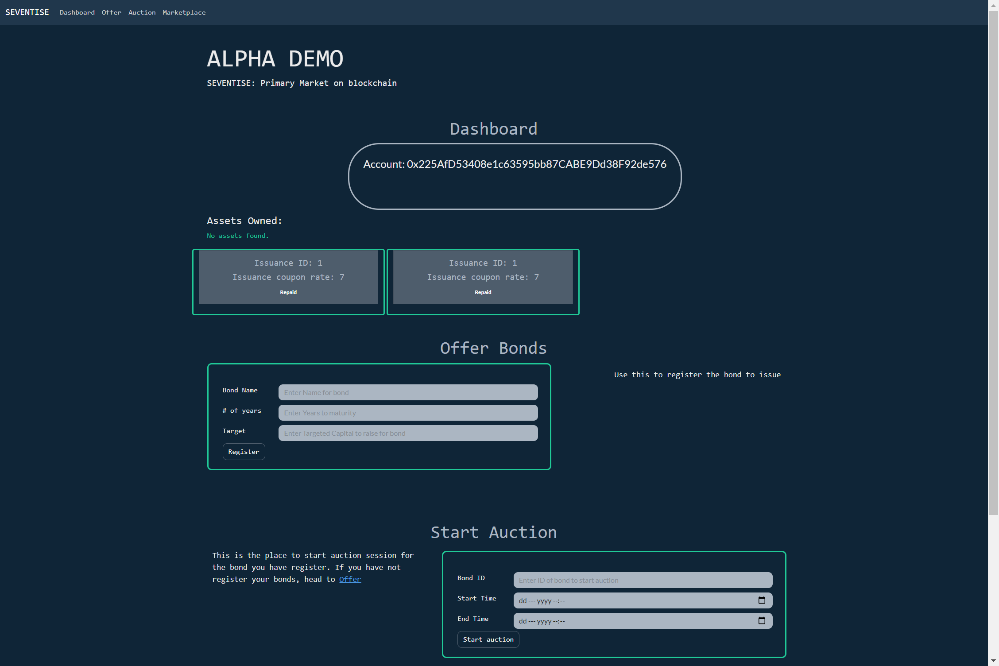 SEVENTISE Dashboard Offer Auction Marketplace
ALPHA DEMO
SEVENTISE: Primary Market on blockchain
Dashboard
Account: 0x225AfD53408e1c63595bb87CABE9Dd38F92de576
Assets Owned:
No assets found.
Issuance ID: 1
Issuance coupon rate: 7
Repaid
Issuance ID: 1
Issuance coupon rate: 7
Repaid
Offer Bonds
Bond Name Enter Name for bond
# of years Enter Years to maturity
Target Enter Targeted Capital to raise for bond
Register
Use this to register the bond to issue
Start Auction
This is the place to start auction session for
the bond you have register. If you have not
register your bonds, head to Offer
Bond ID Enter ID of bond to start auction
Start Time dd --- yyyy --:--
End Time dd --- yyyy --:--
Start auction